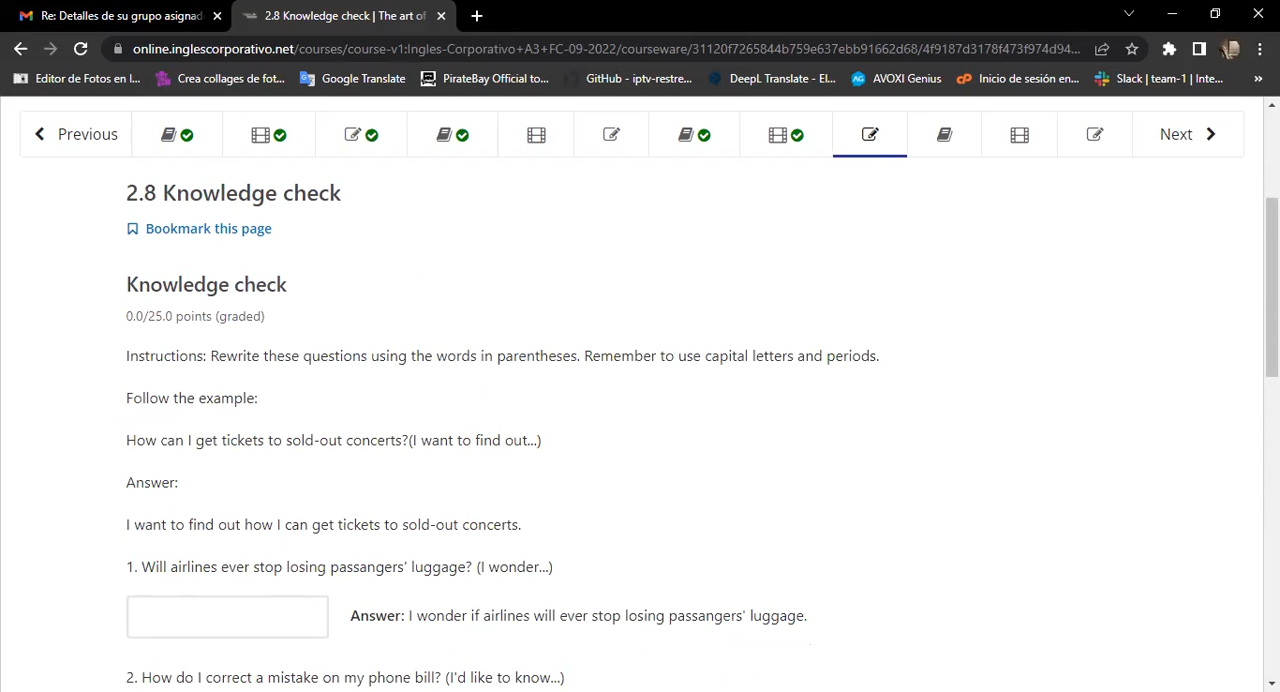 Re: Detalles de su grupo asignad
2.8 Knowledge check | The art of
online.inglescorporativo.net/courses/course-v1:Ingles-Corporativo+A3+FC-09-2022/courseware/31120f7265844b759e637ebb91662d68/4f9187d3178f473f974d94...
Editor de Fotos en l...
Crea collages de fot...
Google Translate
PirateBay Official to...
GitHub - iptv-restre...
DeepL Translate - El...
AVOXI Genius
Inicio de sesión en...
Slack | team-1 | Inte...
»
Previous
Next
2.8 Knowledge check
Bookmark this page
Knowledge check
0.0/25.0 points (graded)
Instructions: Rewrite these questions using the words in parentheses. Remember to use capital letters and periods.
Follow the example:
How can I get tickets to sold-out concerts?(I want to find out...)
Answer:
I want to find out how I can get tickets to sold-out concerts.
1. Will airlines ever stop losing passangers' luggage? (I wonder...)
Answer: I wonder if airlines will ever stop losing passangers' luggage.
2. How do I correct a mistake on my phone bill? (I'd like to know...)